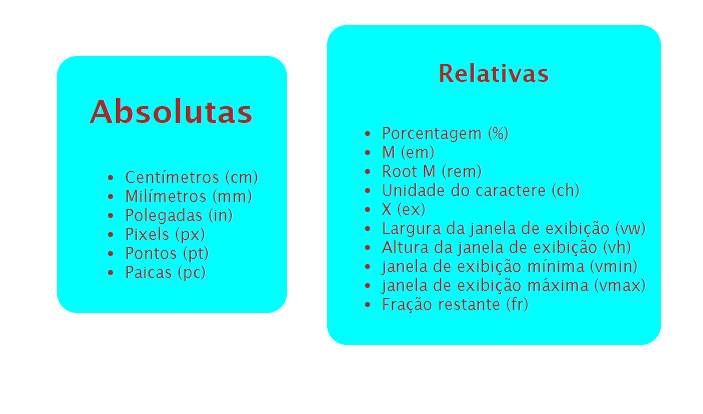 Absolutas
• Centímetros (cm)
• Milímetros (mm)
• Polegadas (in)
• Pixels (px)
• Pontos (pt)
• Paicas (pc)
Relativas
• Porcentagem (%)
• M (em)
• Root M (rem)
• Unidade do caractere (ch)
• X (ex)
• Largura da janela de exibição (vw)
• Altura da janela de exibição (vh)
• janela de exibição mínima (vmin)
• janela de exibição máxima (vmax)
• Fração restante (fr)